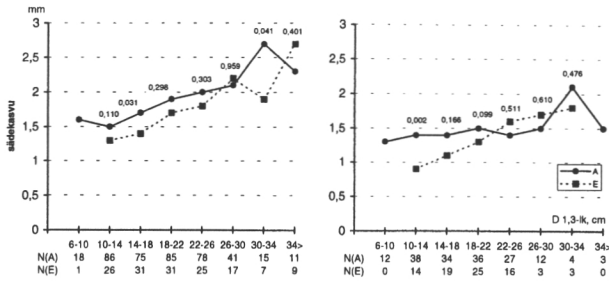 mm
3
2,5
2
1,5
1
0,5
0
sädekasvu
0,110
0,031
0,298
0,303
0,959
0,041
0,401
6-10 10-14 14-18 18-22 22-26 26-30 30-34 34>
N(A) 18 86 75 85 78 41 15 11
N(E) 1 26 31 31 25 17 7 9
3
2,5
2
1,5
1
0,5
0
0,002
0,166
0,099
0,511
0,610
0,476
A
E
D 1,3-lk, cm
6-10 10-14 14-18 18-22 22-26 26-30 30-34 34>
N(A) 12 38 34 36 27 12 4 3
N(E) 0 14 19 25 16 3 3 0